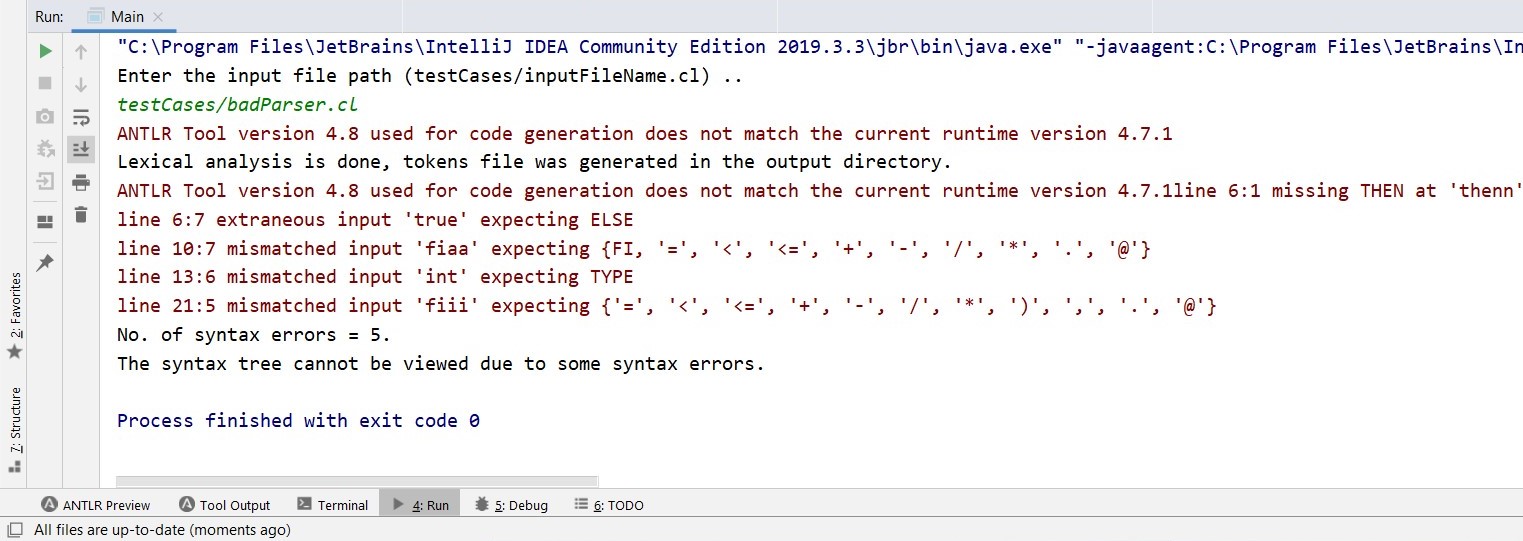 Run: Main
"C:\Program Files\JetBrains\IntelliJ IDEA Community Edition 2019.3.3\jbr\bin\java.exe" "-javaagent:C:\Program Files\JetBrains\In
Enter the input file path (testCases/inputFileName.cl) ..
testCases/badParser.cl
ANTLR Tool version 4.8 used for code generation does not match the current runtime version 4.7.1
Lexical analysis is done, tokens file was generated in the output directory.
ANTLR Tool version 4.8 used for code generation does not match the current runtime version 4.7.1line 6:1 missing THEN at 'thenn'
line 6:7 extraneous input 'true' expecting ELSE
line 10:7 mismatched input 'fiaa' expecting {FI, '=', '<', '<=', '+', '-', '/', '*', '.', '@'}
line 13:6 mismatched input 'int' expecting TYPE
line 21:5 mismatched input 'fiii' expecting {'=', '<', '<=', '+', '-', '/', '*', ')', ',', '.', '@'}
No. of syntax errors = 5.
The syntax tree cannot be viewed due to some syntax errors.
Process finished with exit code 0
2: Favorites
7: Structure
ANTLR Preview Tool Output Terminal 4: Run 5: Debug 6: TODO
All files are up-to-date (moments ago)